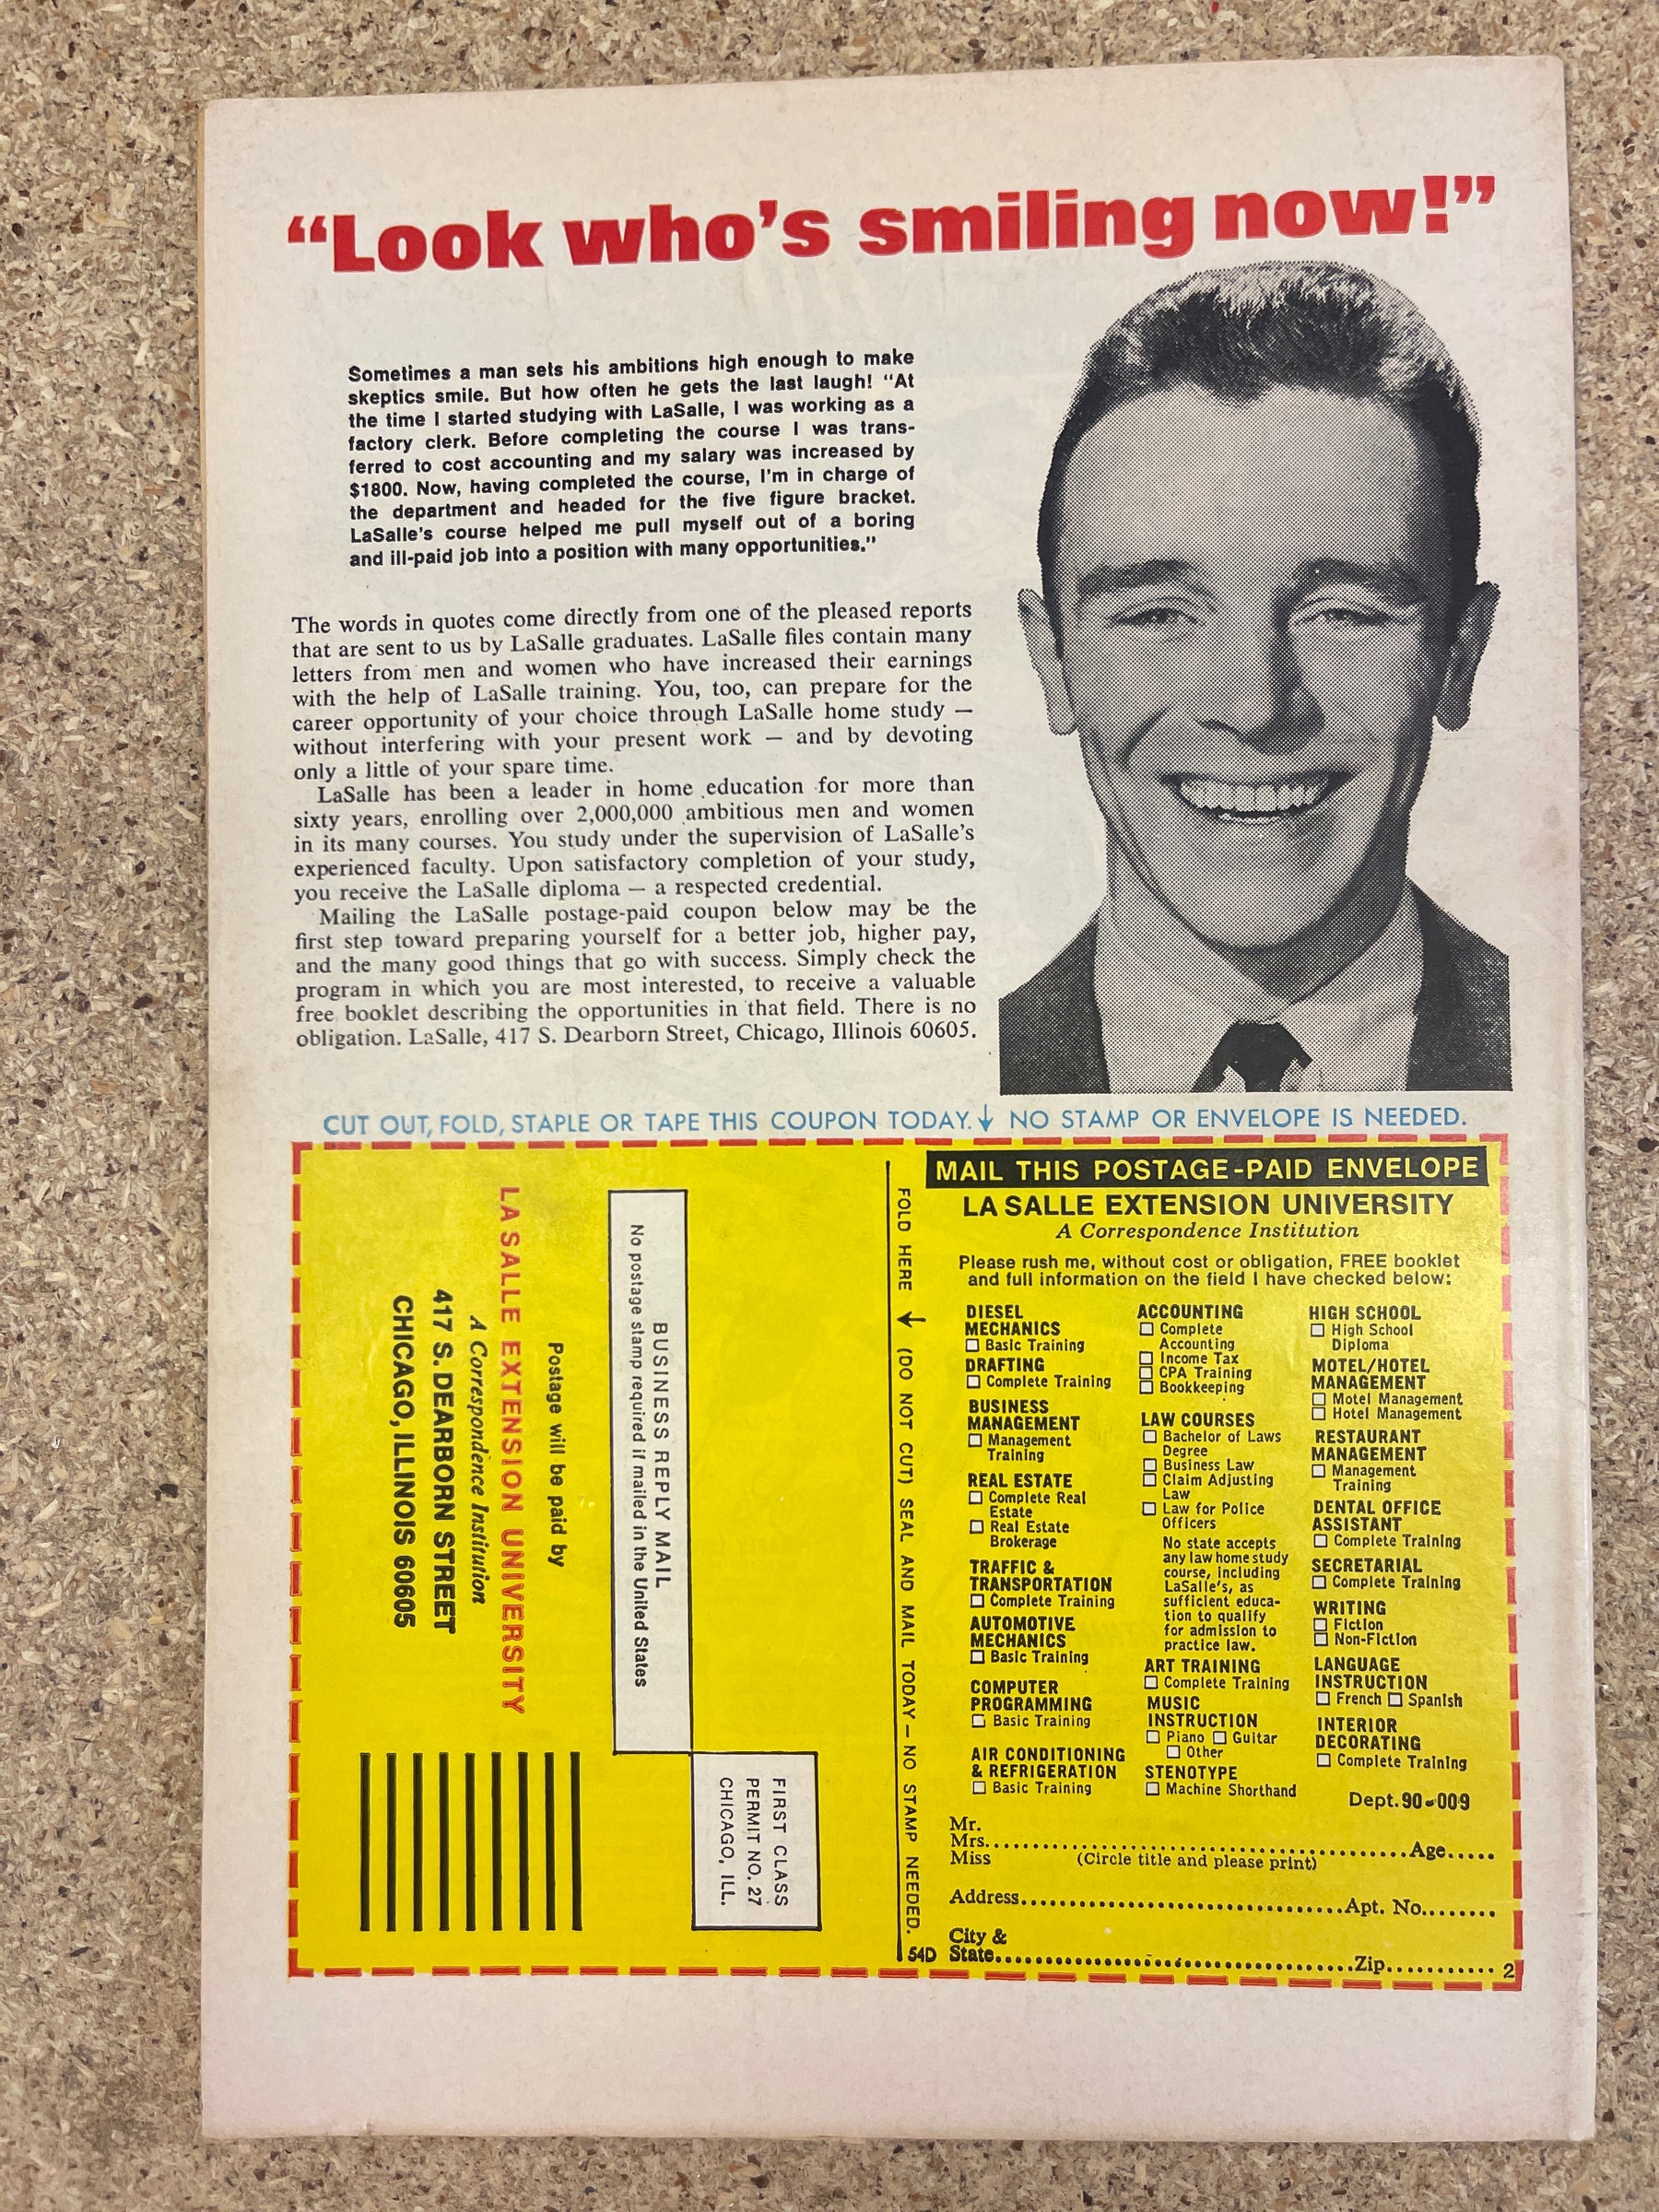 “Look who’s smiling now!”
Sometimes a man sets his ambitions high enough to make
skeptics smile. But how often he gets the last laugh! “At
the time I started studying with LaSalle, I was working as a
factory clerk. Before completing the course I was trans-
ferred to cost accounting and my salary was increased by
$1800. Now, having completed the course, I’m in charge of
the department and headed for the five figure bracket.
LaSalle’s course helped me pull myself out of a boring
and ill-paid job into a position with many opportunities.”
The words in quotes come directly from one of the pleased reports
that are sent to us by LaSalle graduates. LaSalle files contain many
letters from men and women who have increased their earnings
with the help of LaSalle training. You, too, can prepare for the
career opportunity of your choice through LaSalle home study —
without interfering with your present work — and by devoting
only a little of your spare time.
LaSalle has been a leader in home education for more than
sixty years, enrolling over 2,000,000 ambitious men and women
in its many courses. You study under the supervision of LaSalle’s
experienced faculty. Upon satisfactory completion of your study,
you receive the LaSalle diploma — a respected credential.
Mailing the LaSalle postage-paid coupon below may be the
first step toward preparing yourself for a better job, higher pay,
and the many good things that go with success. Simply check the
program in which you are most interested, to receive a valuable
free booklet describing the opportunities in that field. There is no
obligation. LaSalle, 417 S. Dearborn Street, Chicago, Illinois 60605.
CUT OUT, FOLD, STAPLE OR TAPE THIS COUPON TODAY.↓ NO STAMP OR ENVELOPE IS NEEDED.
FIRST CLASS
PERMIT NO. 27
CHICAGO, ILL.
BUSINESS REPLY MAIL
No postage stamp required if mailed in the United States
Postage will be paid by
LA SALLE EXTENSION UNIVERSITY
A Correspondence Institution
417 S. DEARBORN STREET
CHICAGO, ILLINOIS 60605
FOLD HERE → (DO NOT CUT) SEAL AND MAIL TODAY — NO STAMP NEEDED.
54D
MAIL THIS POSTAGE-PAID ENVELOPE
LA SALLE EXTENSION UNIVERSITY
A Correspondence Institution
Please rush me, without cost or obligation, FREE booklet
and full information on the field I have checked below:
DIESEL
MECHANICS
☐ Basic Training
DRAFTING
☐ Complete Training
BUSINESS
MANAGEMENT
☐ Management
Training
REAL ESTATE
☐ Complete Real
Estate
☐ Real Estate
Brokerage
TRAFFIC &
TRANSPORTATION
☐ Complete Training
AUTOMOTIVE
MECHANICS
☐ Basic Training
COMPUTER
PROGRAMMING
☐ Basic Training
AIR CONDITIONING
& REFRIGERATION
☐ Basic Training
ACCOUNTING
☐ Complete
Accounting
☐ Income Tax
☐ CPA Training
☐ Bookkeeping
LAW COURSES
☐ Bachelor of Laws
Degree
☐ Business Law
☐ Claim Adjusting
Law
☐ Law for Police
Officers
No state accepts
any law home study
course, including
LaSalle’s, as
sufficient educa-
tion to qualify
for admission to
practice law.
ART TRAINING
☐ Complete Training
MUSIC
INSTRUCTION
☐ Piano ☐ Guitar
☐ Other
STENOTYPE
☐ Machine Shorthand
HIGH SCHOOL
☐ High School
Diploma
MOTEL/HOTEL
MANAGEMENT
☐ Motel Management
☐ Hotel Management
RESTAURANT
MANAGEMENT
☐ Management
Training
DENTAL OFFICE
ASSISTANT
☐ Complete Training
SECRETARIAL
☐ Complete Training
WRITING
☐ Fiction
☐ Non-Fiction
LANGUAGE
INSTRUCTION
☐ French ☐ Spanish
INTERIOR
DECORATING
☐ Complete Training
Dept. 90-009
Mr.
Mrs. Age
Miss (Circle title and please print)
Address Apt. No.
City &
State Zip 2